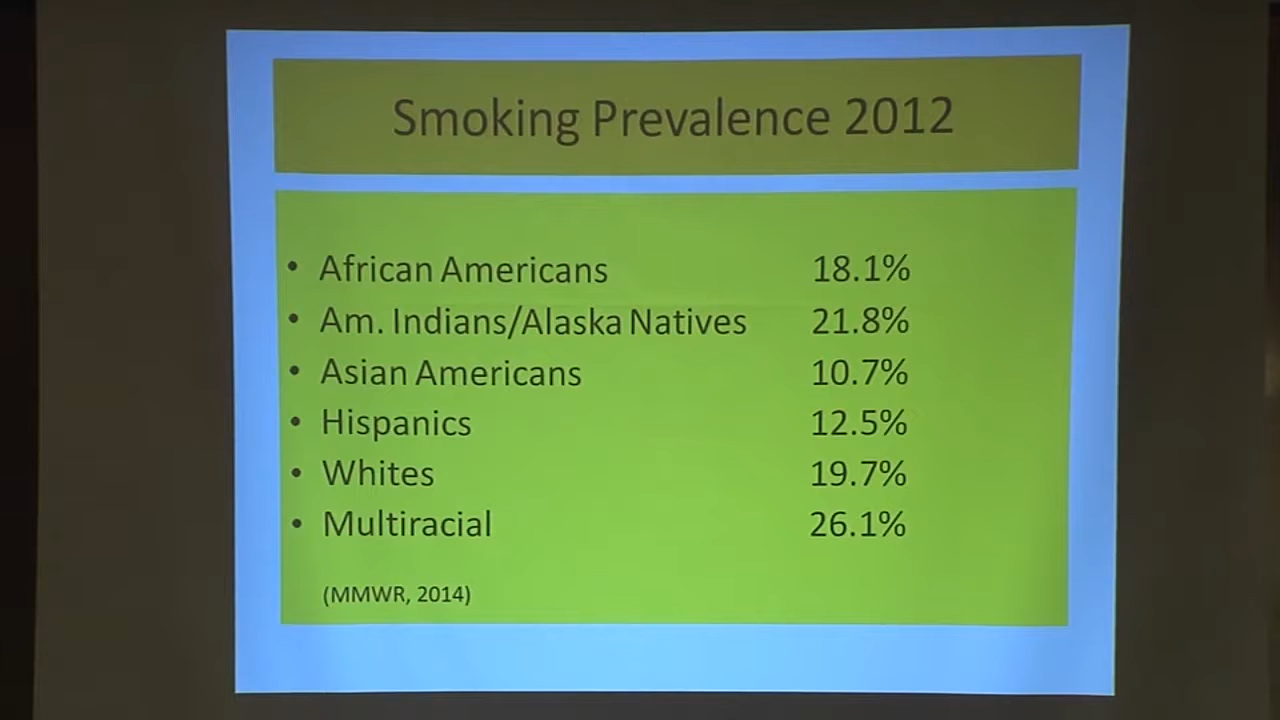 Smoking Prevalence 2012
• African Americans 18.1%
• Am. Indians/Alaska Natives 21.8%
• Asian Americans 10.7%
• Hispanics 12.5%
• Whites 19.7%
• Multiracial 26.1%
(MMWR, 2014)